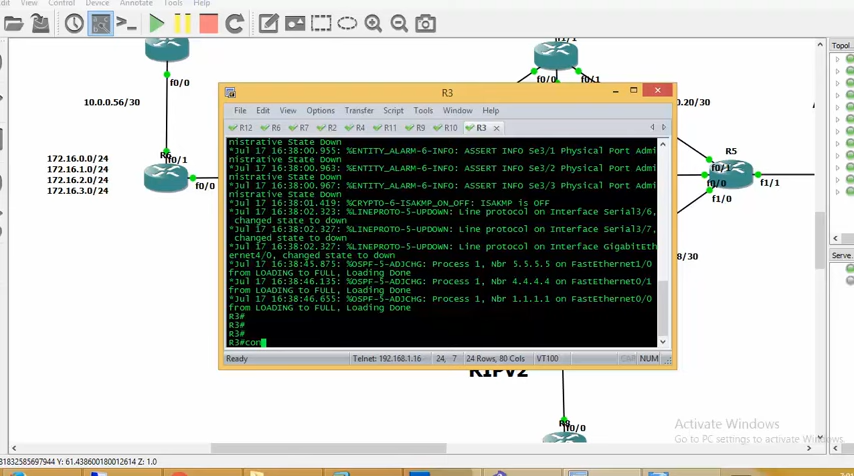 View
Control
Device
Annotate
Tools
Help
f1/1
f0/0
f0/1
10.0.0.56/30
0.20/30
Topol..
R3
File Edit View Options Transfer Script Tools Window Help
R12 R6 R7 R2 R4 R11 R9 R10 R3
nistrative State Down
*Jul 17 16:38:00.955: %ENTITY_ALARM-6-INFO: ASSERT INFO Se3/1 Physical Port Admi
nistrative State Down
*Jul 17 16:38:00.963: %ENTITY_ALARM-6-INFO: ASSERT INFO Se3/2 Physical Port Admi
nistrative State Down
*Jul 17 16:38:00.967: %ENTITY_ALARM-6-INFO: ASSERT INFO Se3/3 Physical Port Admi
nistrative State Down
*Jul 17 16:38:01.419: %CRYPTO-6-ISAKMP_ON_OFF: ISAKMP is OFF
*Jul 17 16:38:02.323: %LINEPROTO-5-UPDOWN: Line protocol on Interface Serial3/6,
changed state to down
*Jul 17 16:38:02.327: %LINEPROTO-5-UPDOWN: Line protocol on Interface Serial3/7,
changed state to down
*Jul 17 16:38:02.327: %LINEPROTO-5-UPDOWN: Line protocol on Interface GigabitEth
ernet4/0, changed state to down
*Jul 17 16:38:45.875: %OSPF-5-ADJCHG: Process 1, Nbr 5.5.5.5 on FastEthernet1/0
from LOADING to FULL, Loading Done
*Jul 17 16:38:46.135: %OSPF-5-ADJCHG: Process 1, Nbr 4.4.4.4 on FastEthernet0/1
from LOADING to FULL, Loading Done
*Jul 17 16:38:46.655: %OSPF-5-ADJCHG: Process 1, Nbr 1.1.1.1 on FastEthernet0/0
from LOADING to FULL, Loading Done
R3#
R3#
R3#
R3#con
Ready Telnet: 192.168.1.16 24, 7 24 Rows, 80 Cols VT100 CAP NUM
f0/1
172.16.0.0/24
172.16.1.0/24
172.16.2.0/24
172.16.3.0/24
f0/0
R5
f0/1
f0/0
f1/0
f1/1
8/30
Serve..
RIPV2
R8
f0/0
Activate Windows
Go to PC settings to activate Windows.
81832585697944 Y: 61.438600180012614 Z: 1.0